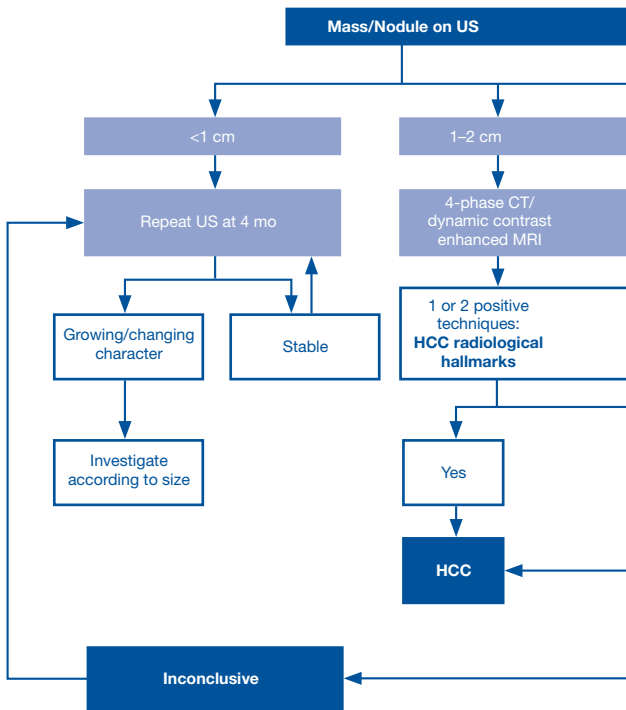 Mass/Nodule on US
<1 cm
1–2 cm
Repeat US at 4 mo
4-phase CT/
dynamic contrast
enhanced MRI
Growing/changing
character
Stable
1 or 2 positive
techniques:
HCC radiological
hallmarks
Investigate
according to size
Yes
HCC
Inconclusive